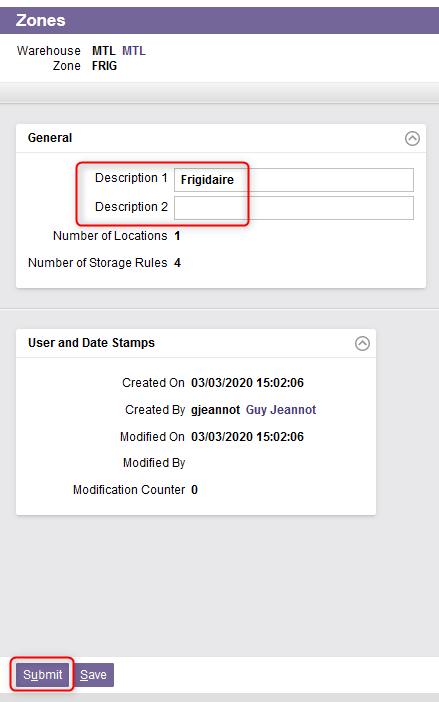 Zones
Warehouse MTL MTL
Zone FRIG
General
Description 1 Frigidaire
Description 2
Number of Locations 1
Number of Storage Rules 4
User and Date Stamps
Created On 03/03/2020 15:02:06
Created By gjeannot Guy Jeannot
Modified On 03/03/2020 15:02:06
Modified By
Modification Counter 0
Submit Save